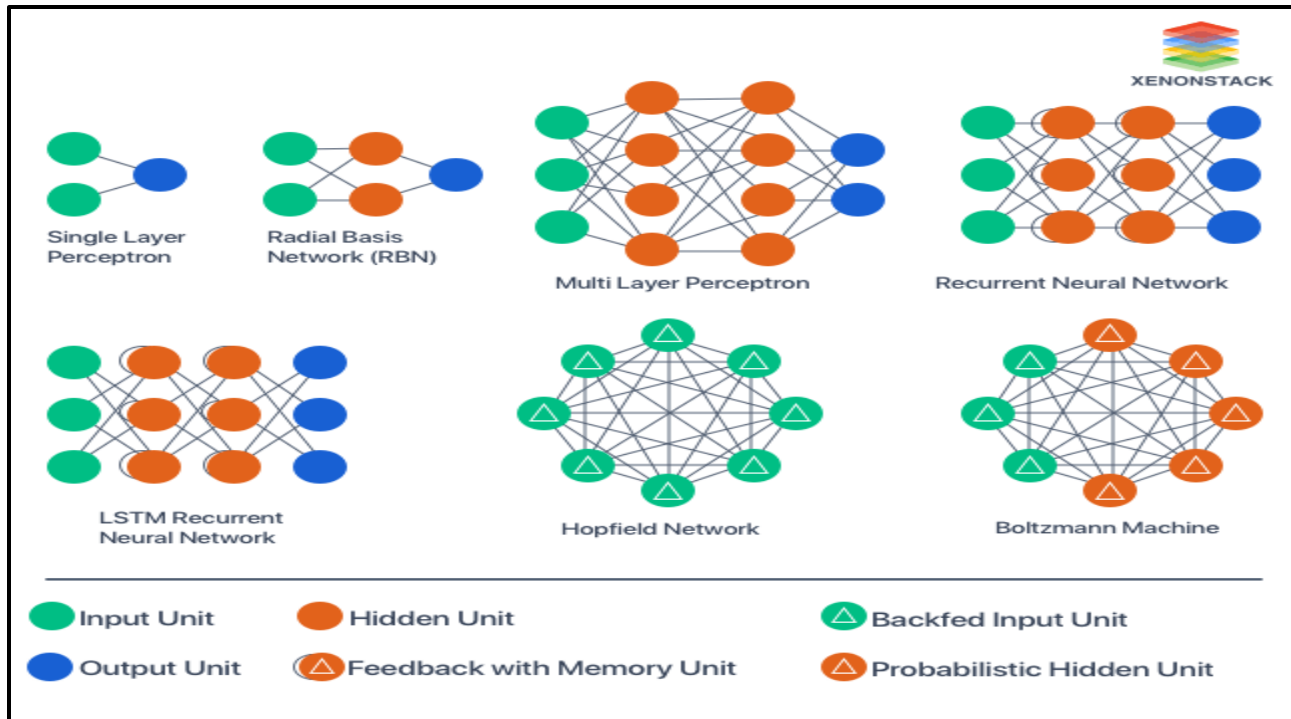 XENONSTACK
Single Layer
Perceptron
Radial Basis
Network (RBN)
Multi Layer Perceptron
Recurrent Neural Network
LSTM Recurrent
Neural Network
Hopfield Network
Boltzmann Machine
Input Unit
Hidden Unit
Backfed Input Unit
Output Unit
Feedback with Memory Unit
Probabilistic Hidden Unit